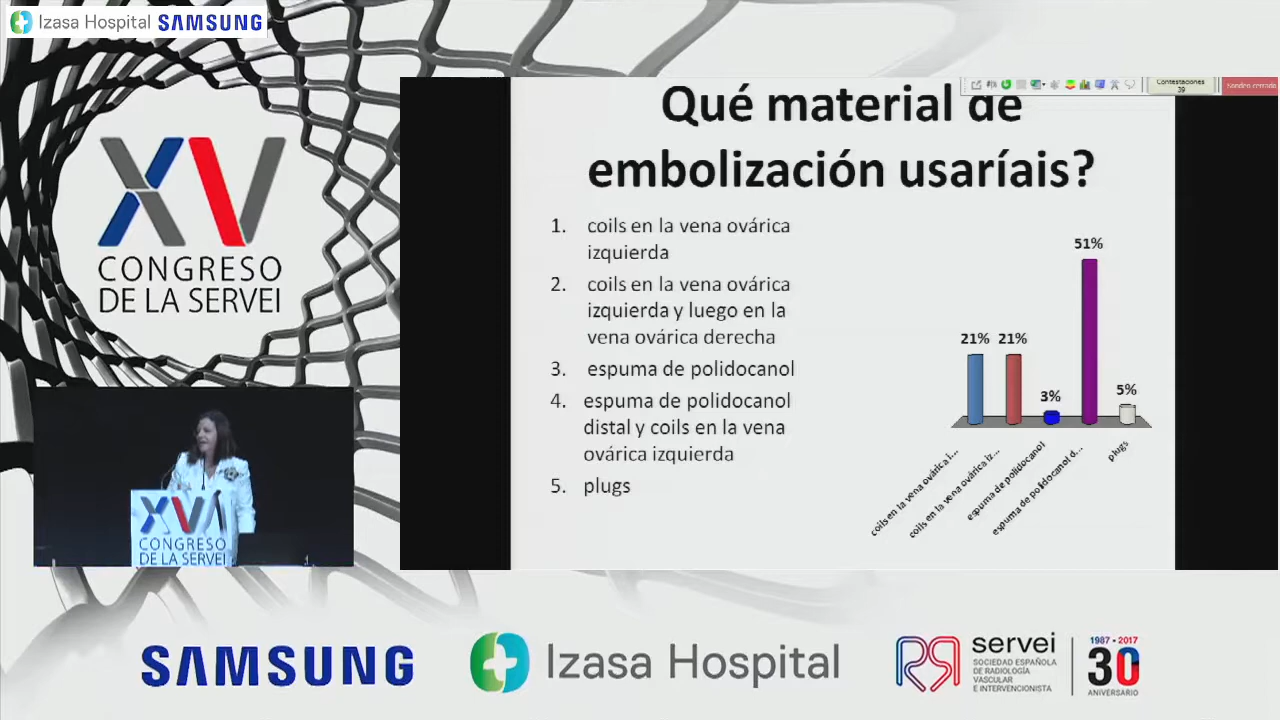 Izasa Hospital SAMSUNG
XV
CONGRESO
DE LA SERVEI
Contestaciones
39
Sondeo cerrado
Qué material de
embolización usaríais?
1. coils en la vena ovárica
izquierda
2. coils en la vena ovárica
izquierda y luego en la
vena ovárica derecha
3. espuma de polidocanol
4. espuma de polidocanol
distal y coils en la vena
ovárica izquierda
5. plugs
21% 21% 3% 51% 5%
coils en la vena ovárica i...
coils en la vena ovárica iz...
espuma de polidocanol
espuma de polidocanol d...
plugs
XV
CONGRESO
DE LA SERVEI
SAMSUNG
Izasa Hospital
servei
SOCIEDAD ESPAÑOLA
DE RADIOLOGÍA
VASCULAR
E INTERVENCIONISTA
1987 • 2017
30
ANIVERSARIO